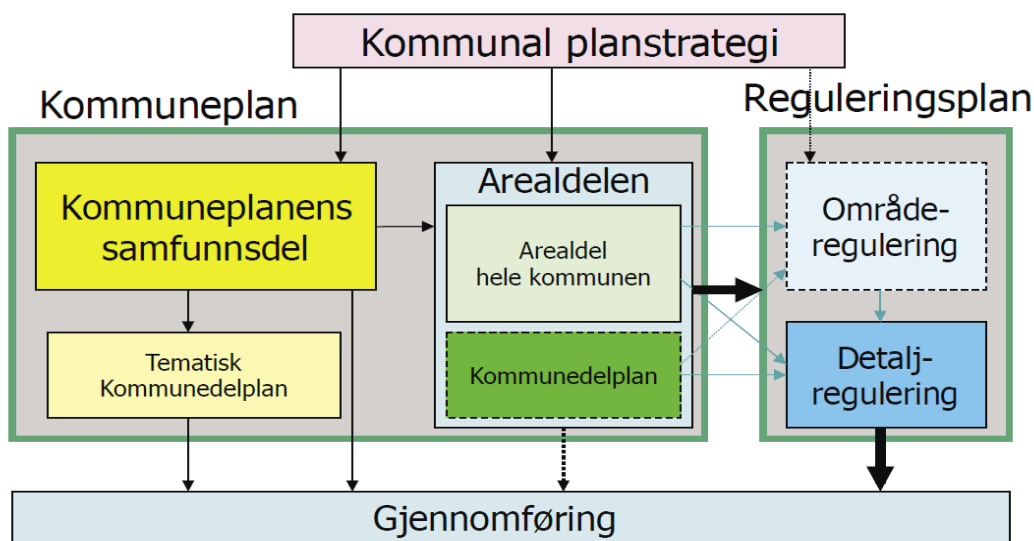 Kommunal planstrategi
Kommuneplan
Reguleringsplan
Kommuneplanens
samfunnsdel
Arealdelen
Arealdel
hele kommunen
Område-
regulering
Tematisk
Kommunedelplan
Kommunedelplan
Detalj-
regulering
Gjennomføring